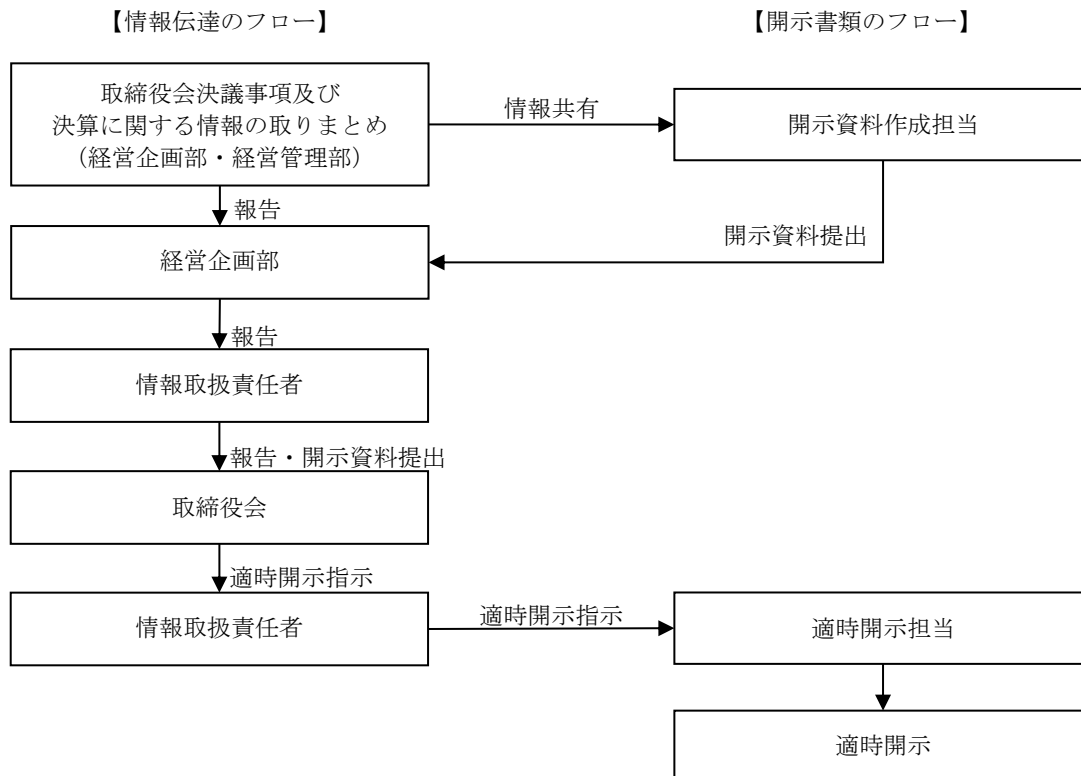 【情報伝達のフロー】
【開示書類のフロー】
取締役会決議事項及び
決算に関する情報の取りまとめ
（経営企画部・経営管理部）
情報共有
開示資料作成担当
報告
開示資料提出
経営企画部
報告
情報取扱責任者
報告・開示資料提出
取締役会
適時開示指示
情報取扱責任者
適時開示指示
適時開示担当
適時開示